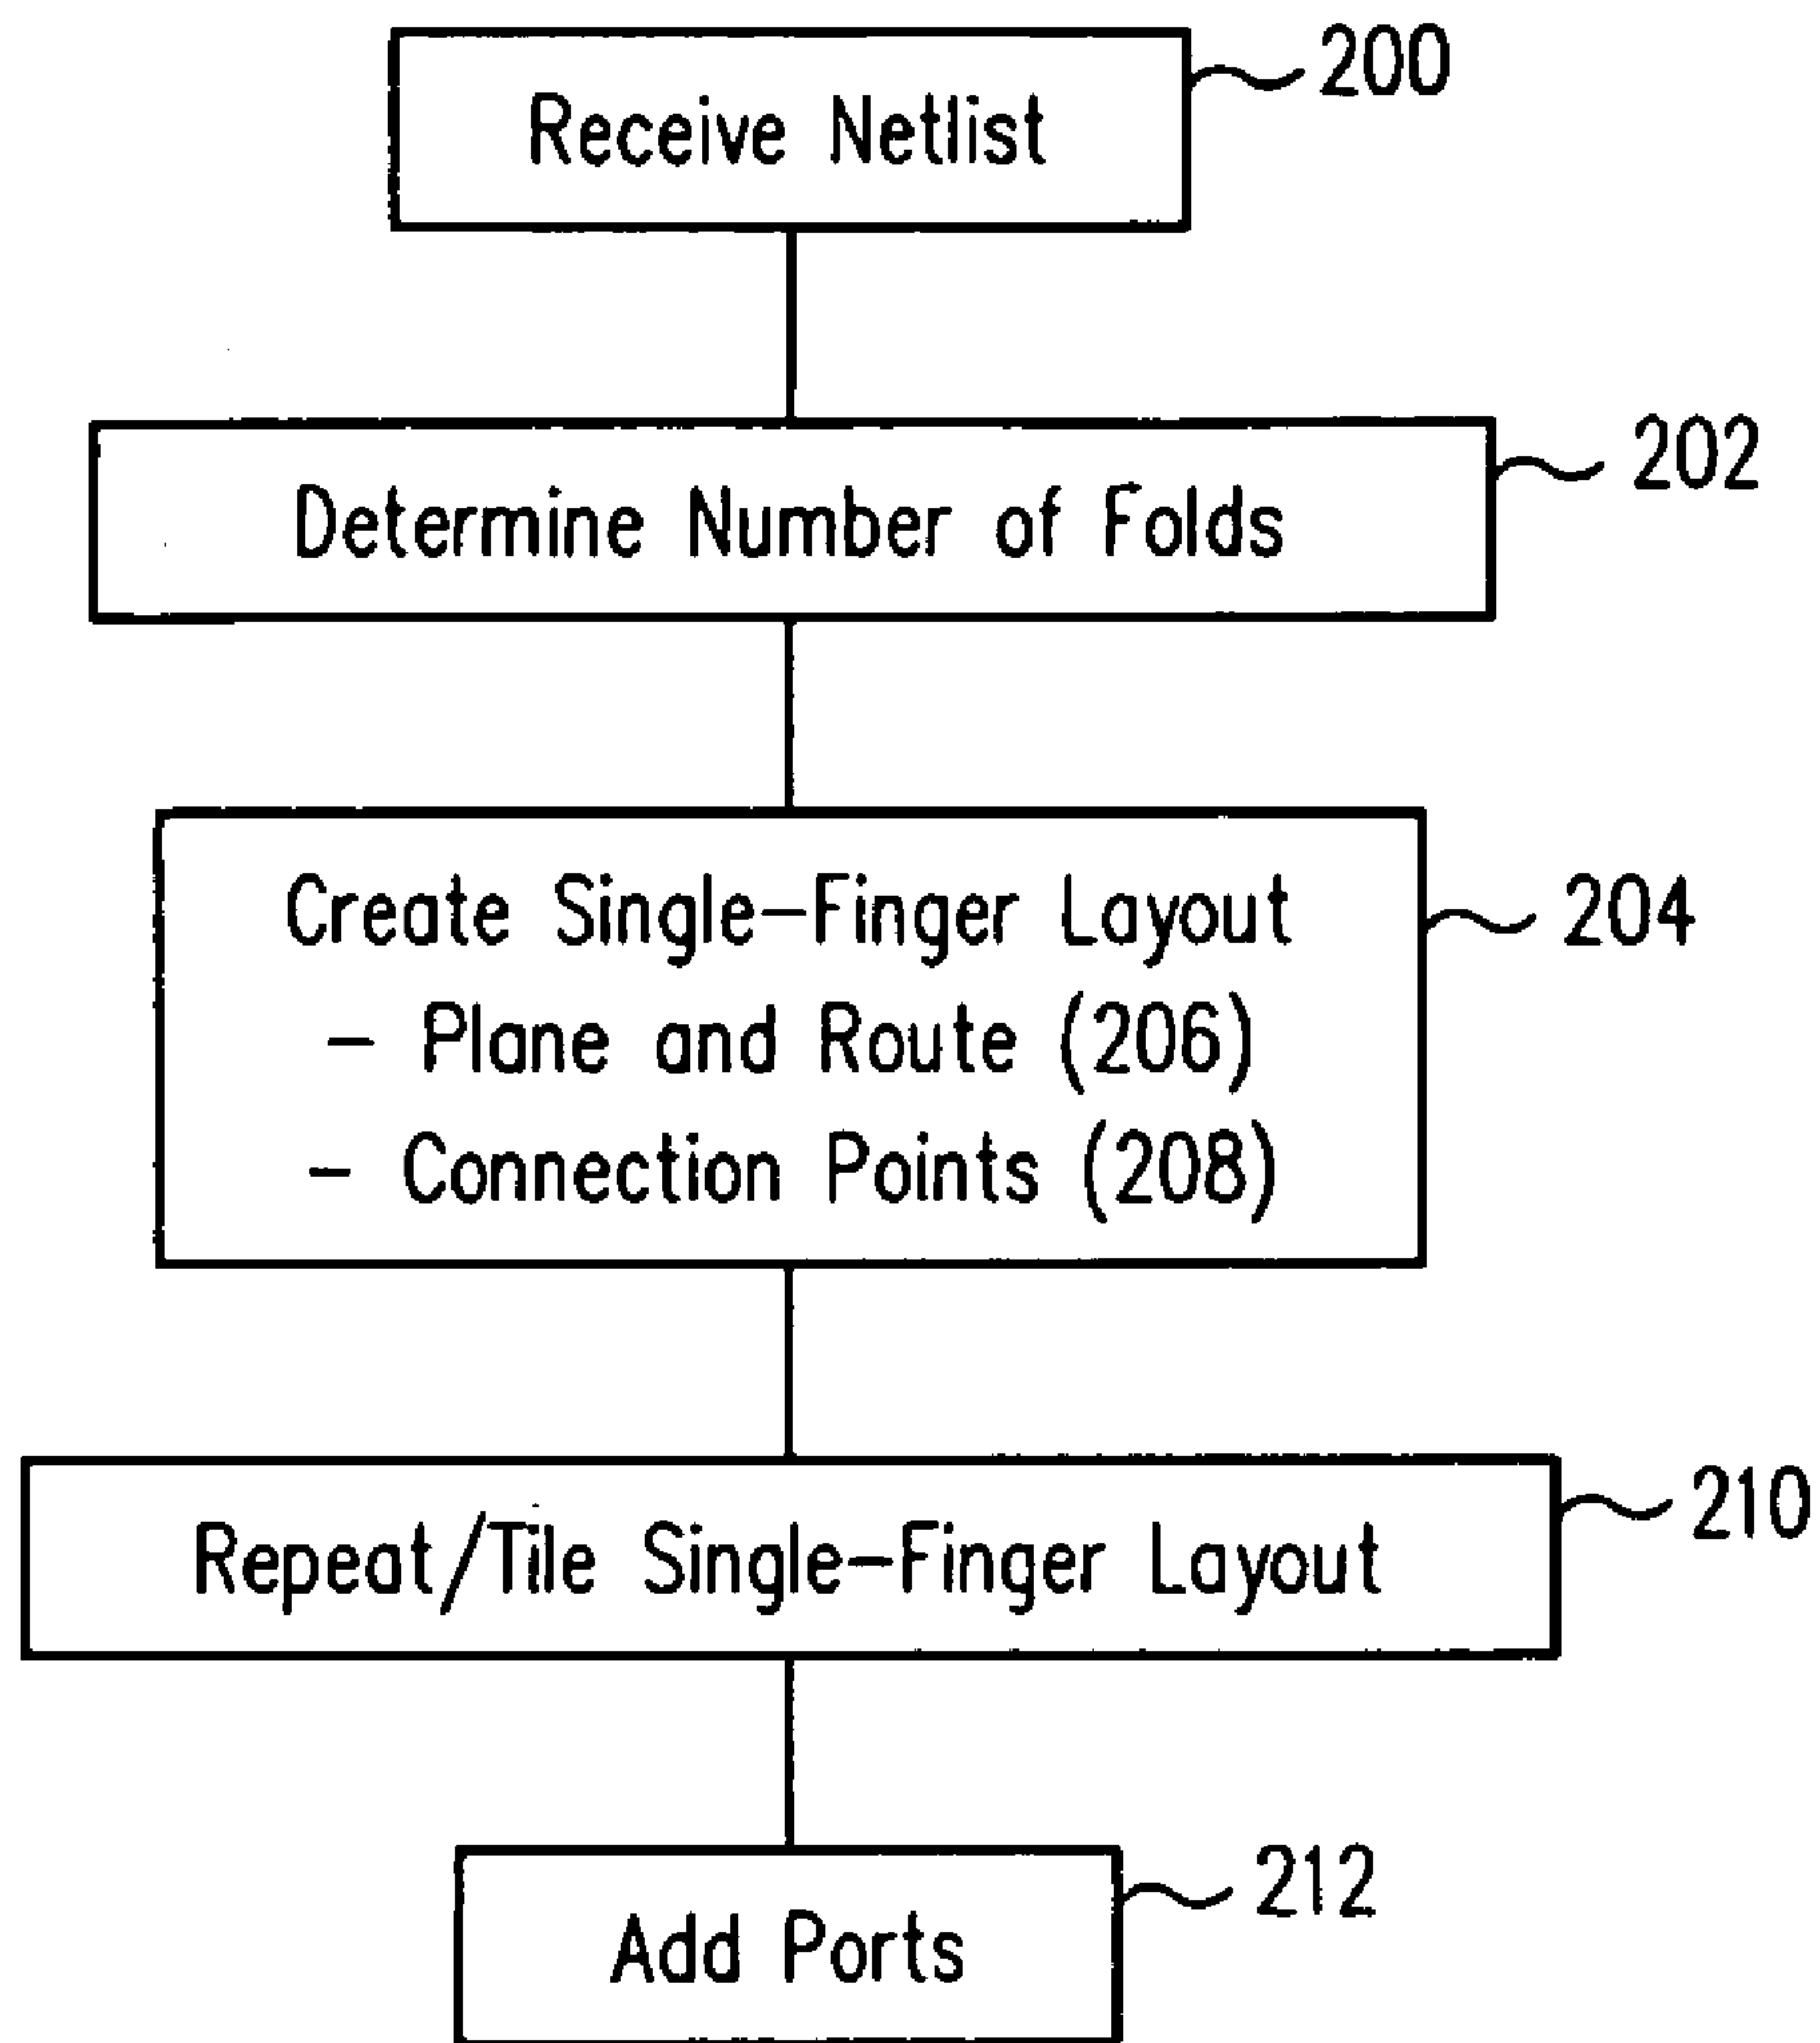 200
Receive Netlist
202
Determine Number of Folds
204
Create Single-Finger Layout
- Plane and Route (206)
- Connection Points (208)
210
Repeat/Tile Single-Finger Layout
212
Add Ports